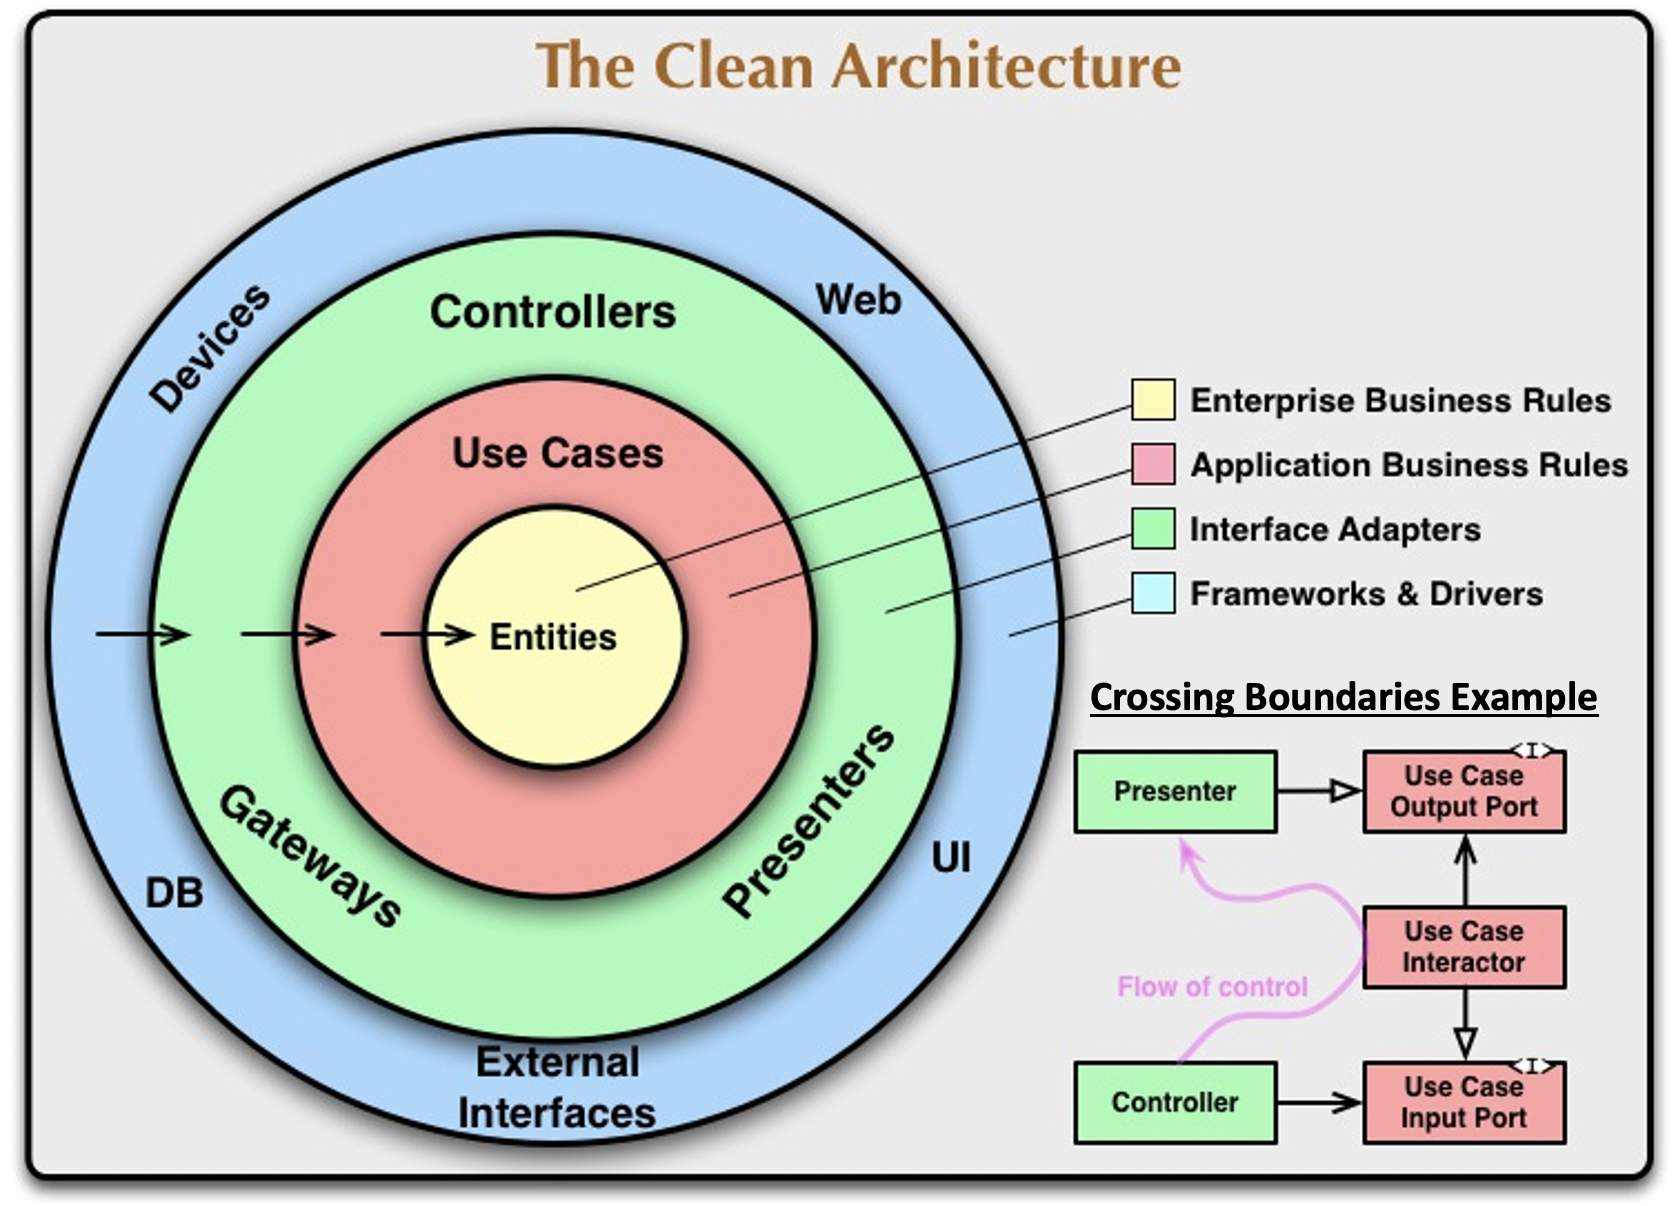 The Clean Architecture
Devices
Controllers
Web
Use Cases
Entities
Gateways
Presenters
DB
UI
External
Interfaces
Enterprise Business Rules
Application Business Rules
Interface Adapters
Frameworks & Drivers
Crossing Boundaries Example
Presenter
<I>
Use Case
Output Port
Flow of control
Use Case
Interactor
Controller
<I>
Use Case
Input Port